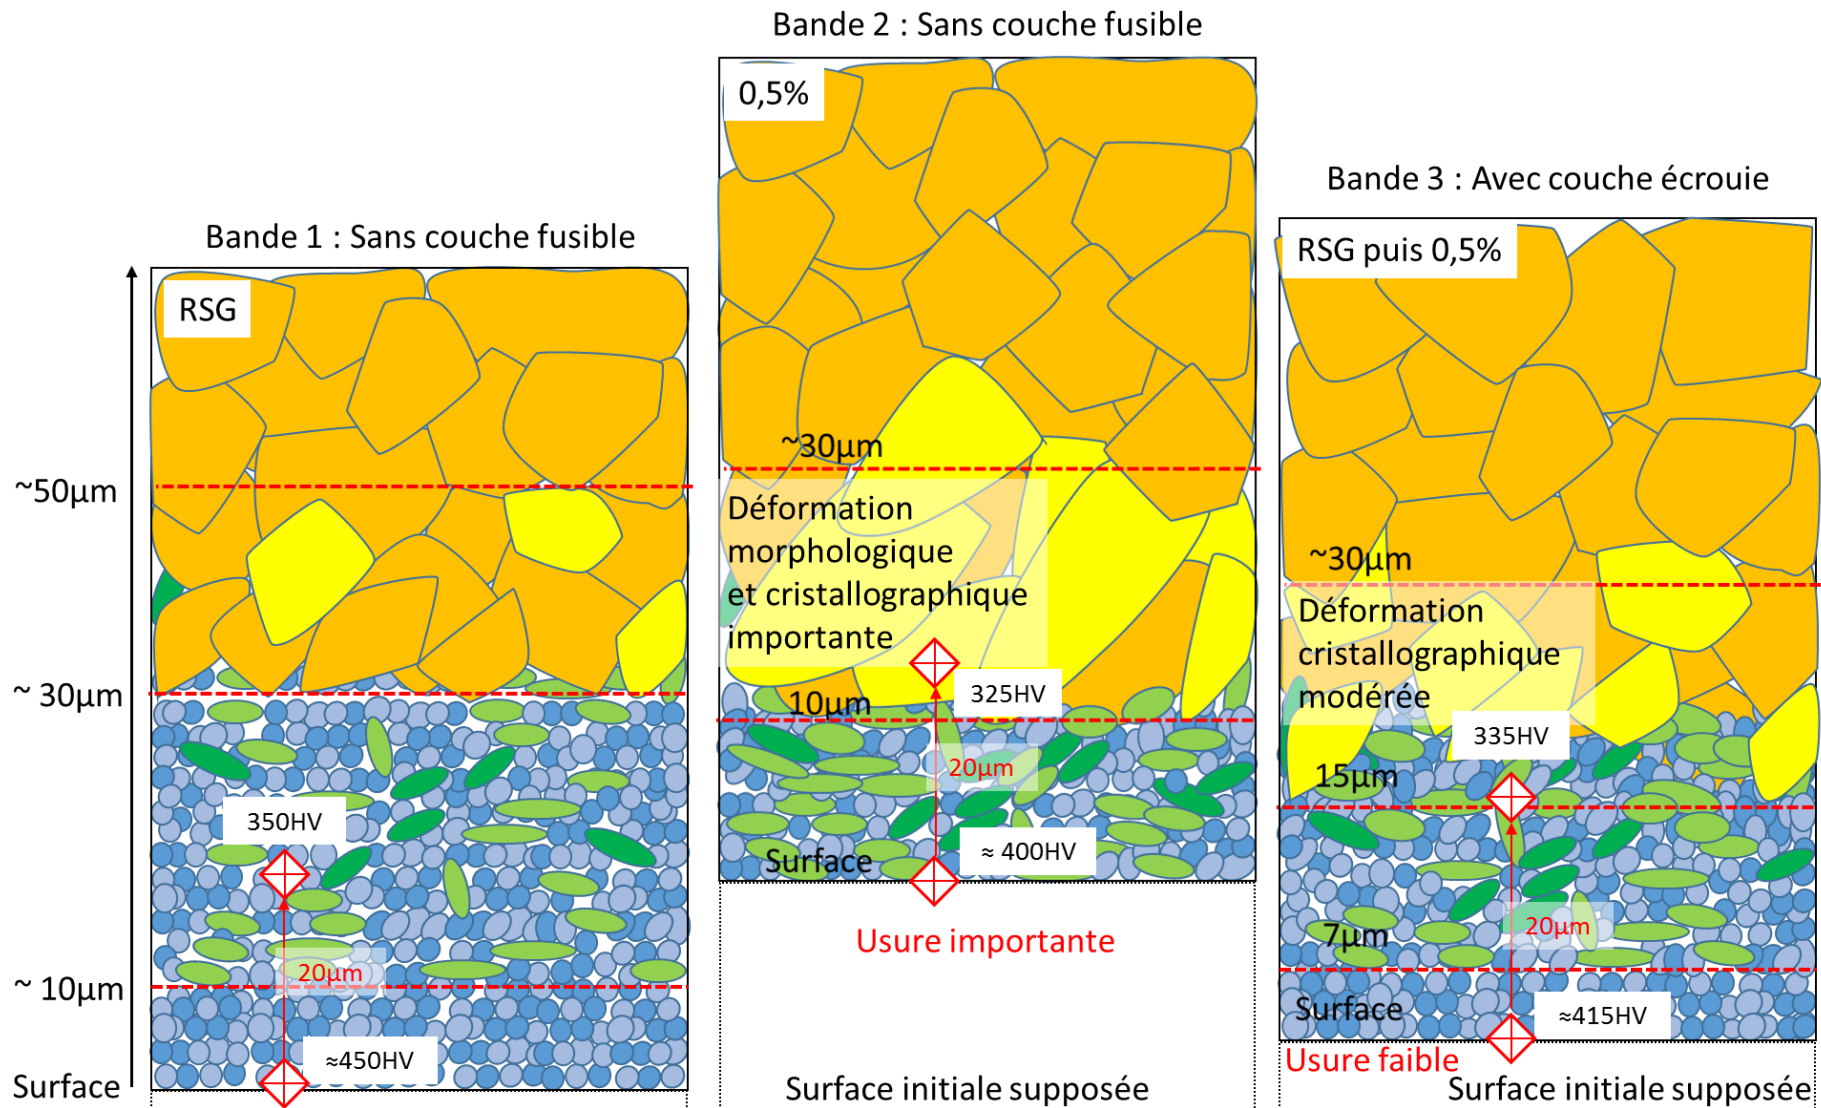 Bande 1 : Sans couche fusible
RSG
~50µm
~ 30µm
350HV
20µm
~ 10µm
≈450HV
Surface
Bande 2 : Sans couche fusible
0,5%
~30µm
Déformation
morphologique
et cristallographique
importante
325HV
10µm
20µm
Surface
≈ 400HV
Usure importante
Surface initiale supposée
Bande 3 : Avec couche écrouie
RSG puis 0,5%
~30µm
Déformation
cristallographique
modérée
335HV
15µm
20µm
7µm
Surface
≈415HV
Usure faible
Surface initiale supposée